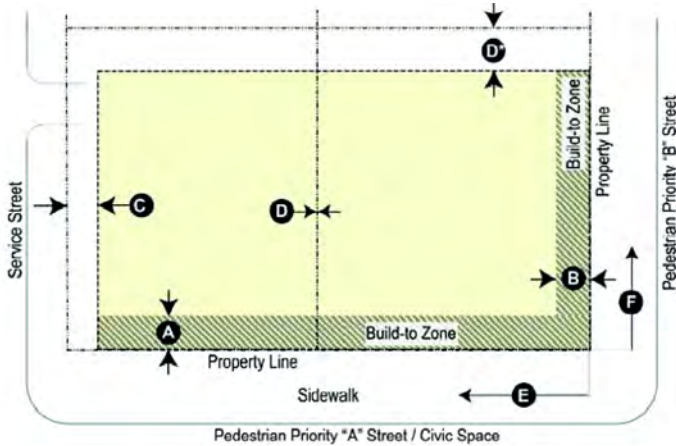 D*
Build-to Zone
Property Line
Pedestrian Priority "B" Street
Service Street
C
D
B
F
A
Build-to Zone
Property Line
Sidewalk
E
Pedestrian Priority "A" Street / Civic Space